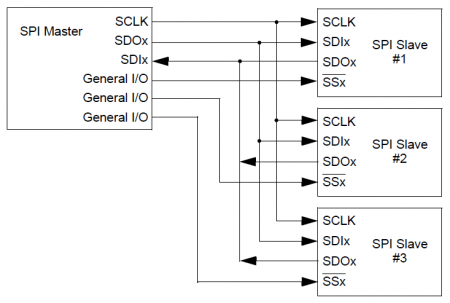 SPI Master
SCLK
SDOx
SDIx
General I/O
General I/O
General I/O
SCLK
SDIx
SDOx
SSx
SPI Slave
#1
SCLK
SDIx
SDOx
SSx
SPI Slave
#2
SCLK
SDIx
SDOx
SSx
SPI Slave
#3